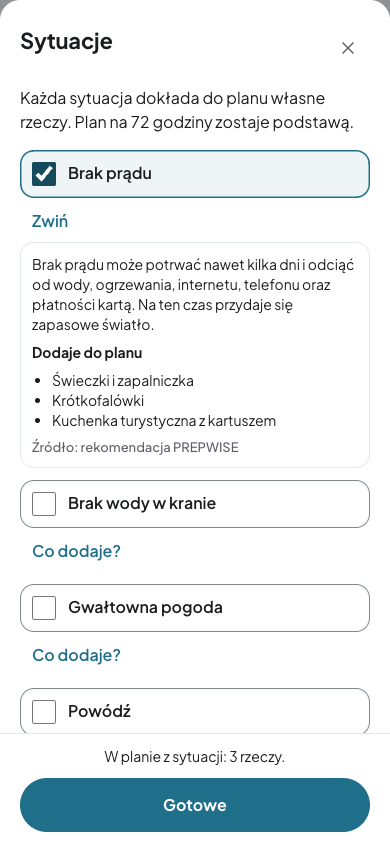 Sytuacje
Każda sytuacja dokłada do planu własne
rzeczy. Plan na 72 godziny zostaje podstawą.
Brak prądu
Zwiń
Brak prądu może potrwać nawet kilka dni i odciąć
od wody, ogrzewania, internetu, telefonu oraz
płatności kartą. Na ten czas przydaje się
zapasowe światło.
Dodaje do planu
• Świeczki i zapalniczka
• Krótkofalówki
• Kuchenka turystyczna z kartuszem
Źródło: rekomendacja PREPWISE
Brak wody w kranie
Co dodaje?
Gwałtowna pogoda
Co dodaje?
Powódź
W planie z sytuacji: 3 rzeczy.
Gotowe